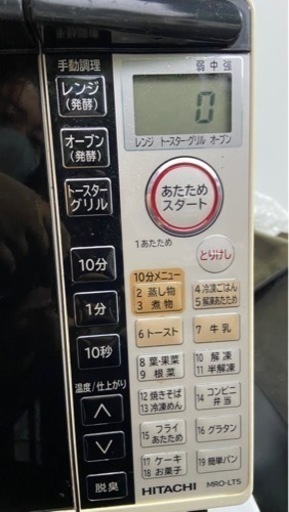 手動調理
レンジ
(発酵)
オーブン
(発酵)
トースター
グリル
10分
1分
10秒
温度/仕上がり
脱臭
弱 中 強
0
レンジ トースター グリル オーブン
あたため
スタート
1 あたため
とりけし
10分メニュー
2 蒸し物
3 煮物
4 冷凍ごはん
5 解凍あたため
6 トースト
7 牛乳
8 葉・果菜
9 根菜
10 解凍
11 半解凍
12 焼きそば
13 冷凍めん
14 コンビニ
弁当
15 フライ
あたため
16 グラタン
17 ケーキ
18 お菓子
19 簡単パン
HITACHI MRO-LT5